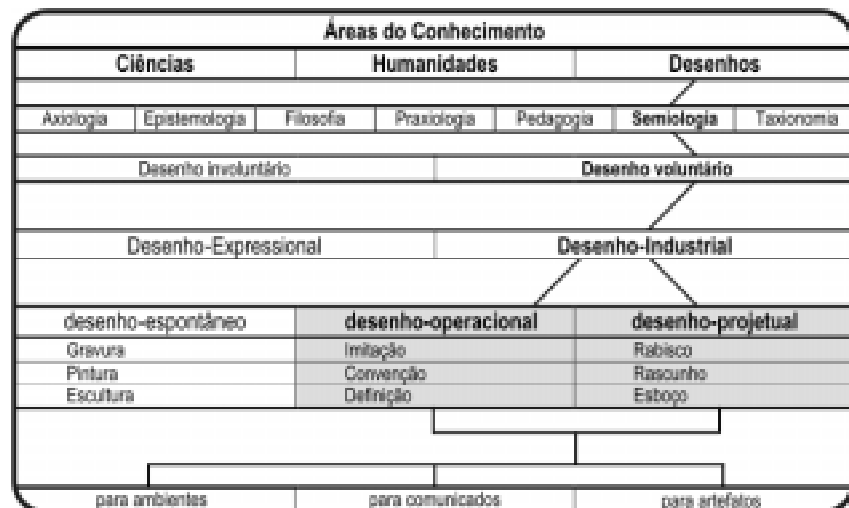 Áreas do Conhecimento
Ciências Humanidades Desenhos
Axiologia Epistemologia Filosofia Praxiologia Pedagogia Semiologia Taxionomia
Desenho involuntário Desenho voluntário
Desenho-Expressional Desenho-Industrial
desenho-espontâneo desenho-operacional desenho-projetual
Gravura Imitação Rabisco
Pintura Convenção Rascunho
Escultura Definição Esboço
para ambientes para comunicados para artefatos